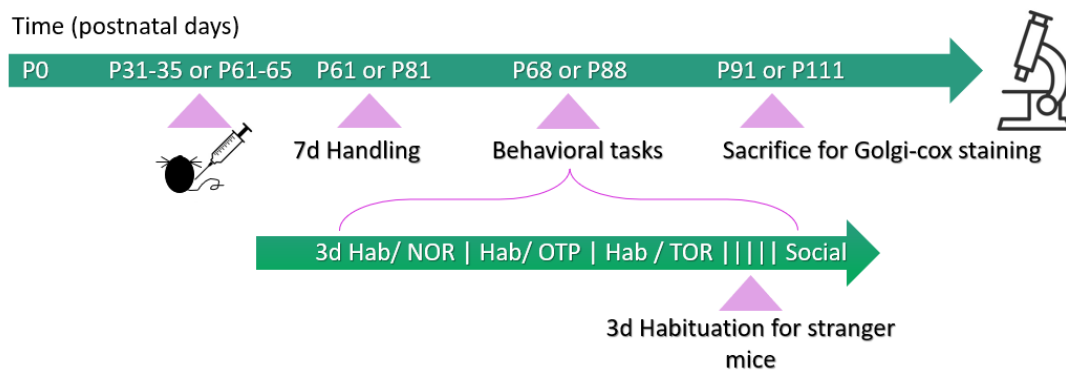 Time (postnatal days)
P0 P31-35 or P61-65 P61 or P81 P68 or P88 P91 or P111
7d Handling Behavioral tasks Sacrifice for Golgi-cox staining
3d Hab/ NOR | Hab/ OTP | Hab / TOR ||||| Social
3d Habituation for stranger
mice